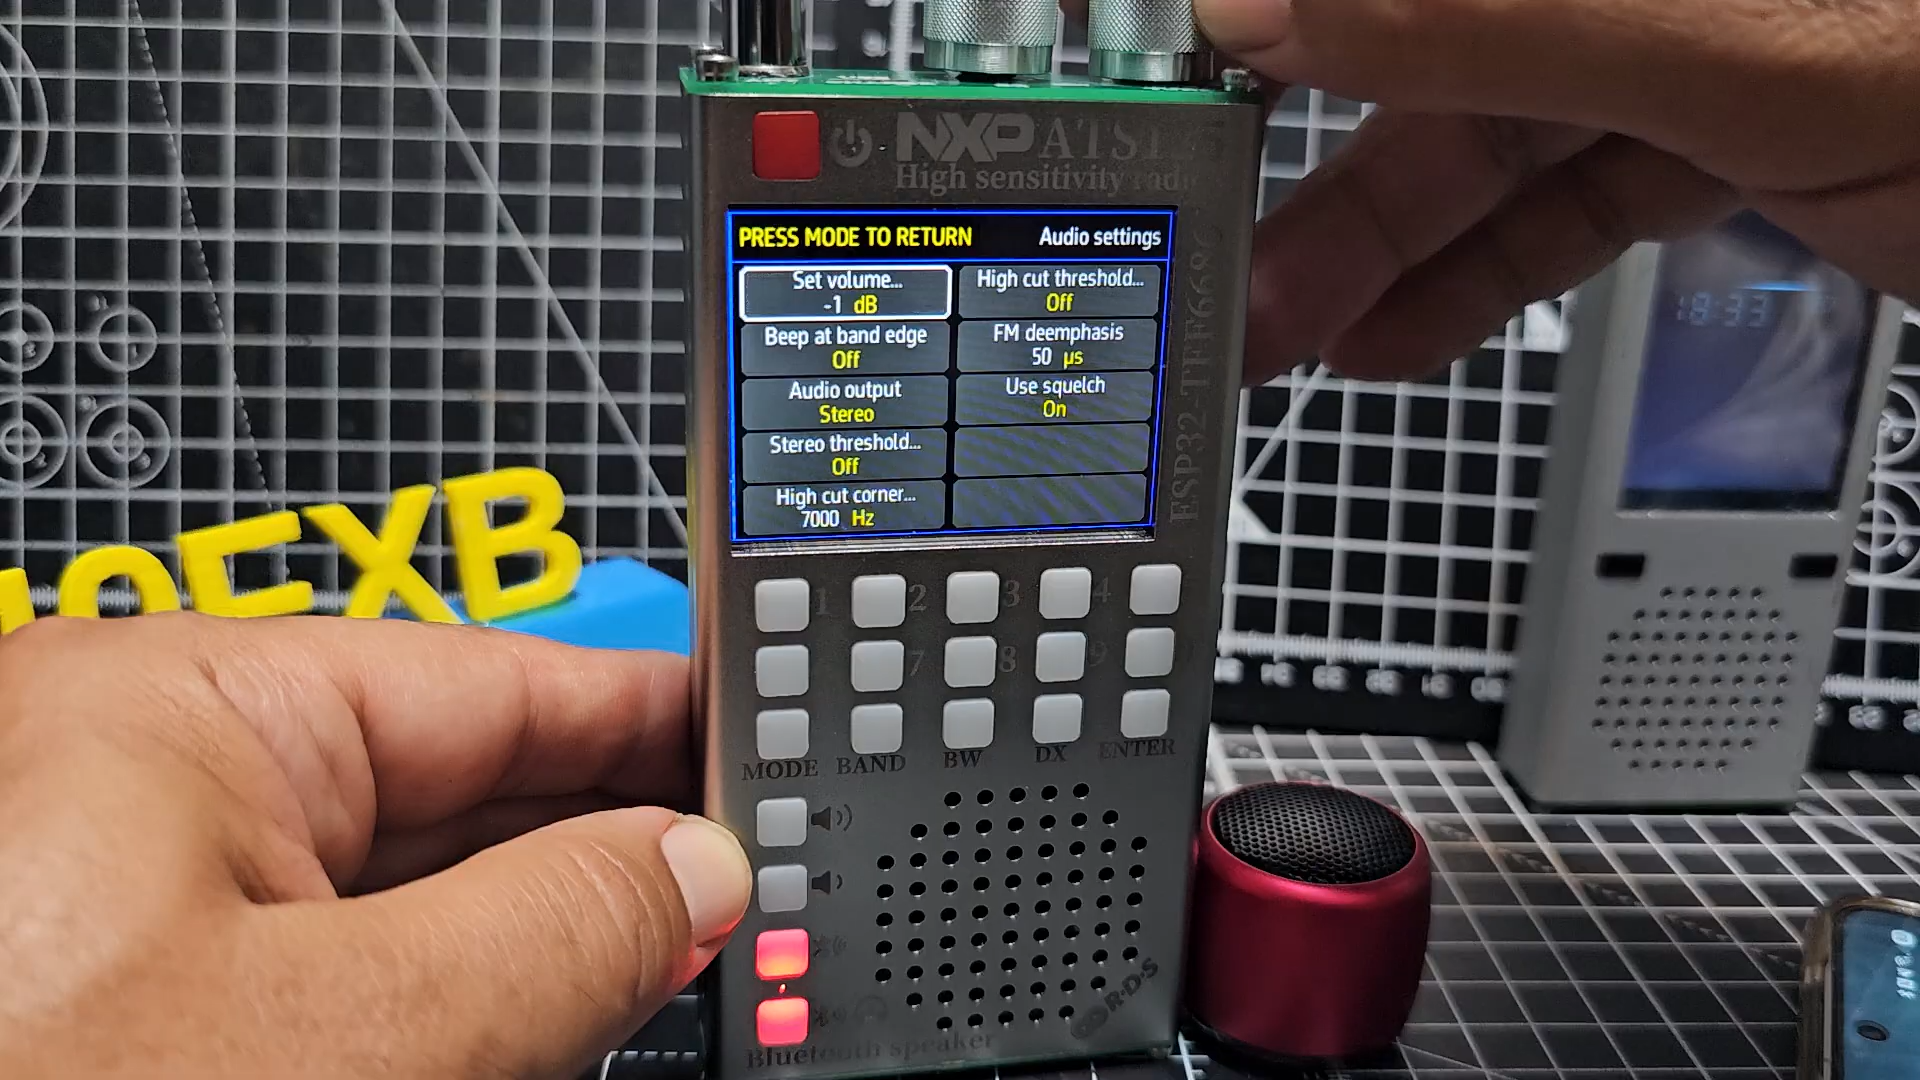 NXP ATS1
High sensitivity radi
PRESS MODE TO RETURN
Audio settings
Set volume...
-1 dB
High cut threshold...
Off
Beep at band edge
Off
FM deemphasis
50 µs
Audio output
Stereo
Use squelch
On
Stereo threshold...
Off
High cut corner...
7000 Hz
ESP32-TEF6686
1 2 3 4
7 8 9
MODE BAND BW DX ENTER
R·D·S
Bluetooth speaker
EXB
18:33